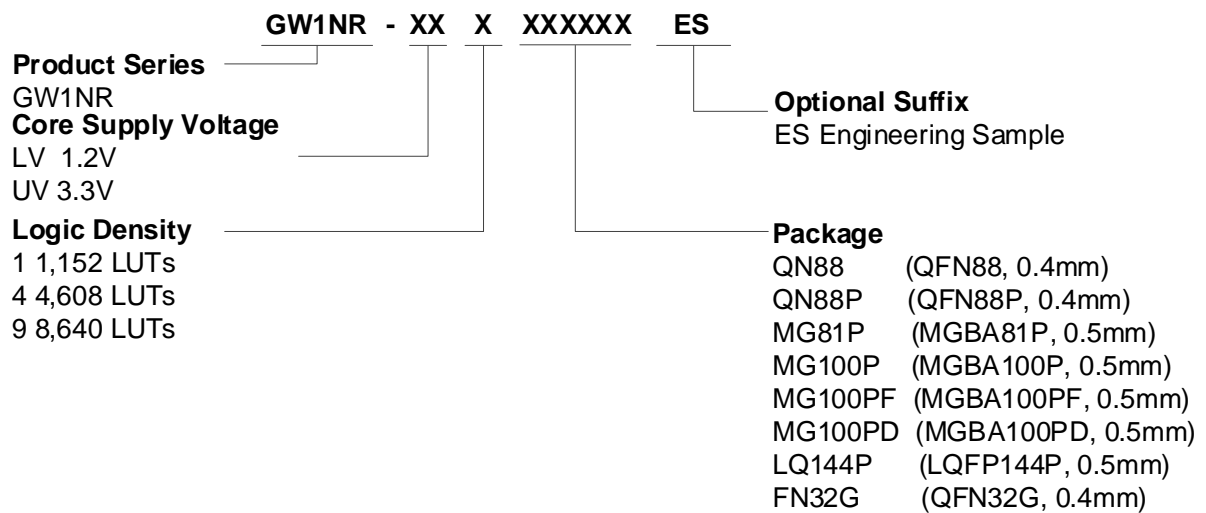 GW1NR - XX X XXXXXX ES
Product Series
GW1NR
Core Supply Voltage
LV 1.2V
UV 3.3V
Logic Density
1 1,152 LUTs
4 4,608 LUTs
9 8,640 LUTs
Optional Suffix
ES Engineering Sample
Package
QN88 (QFN88, 0.4mm)
QN88P (QFN88P, 0.4mm)
MG81P (MGBA81P, 0.5mm)
MG100P (MGBA100P, 0.5mm)
MG100PF (MGBA100PF, 0.5mm)
MG100PD (MGBA100PD, 0.5mm)
LQ144P (LQFP144P, 0.5mm)
FN32G (QFN32G, 0.4mm)